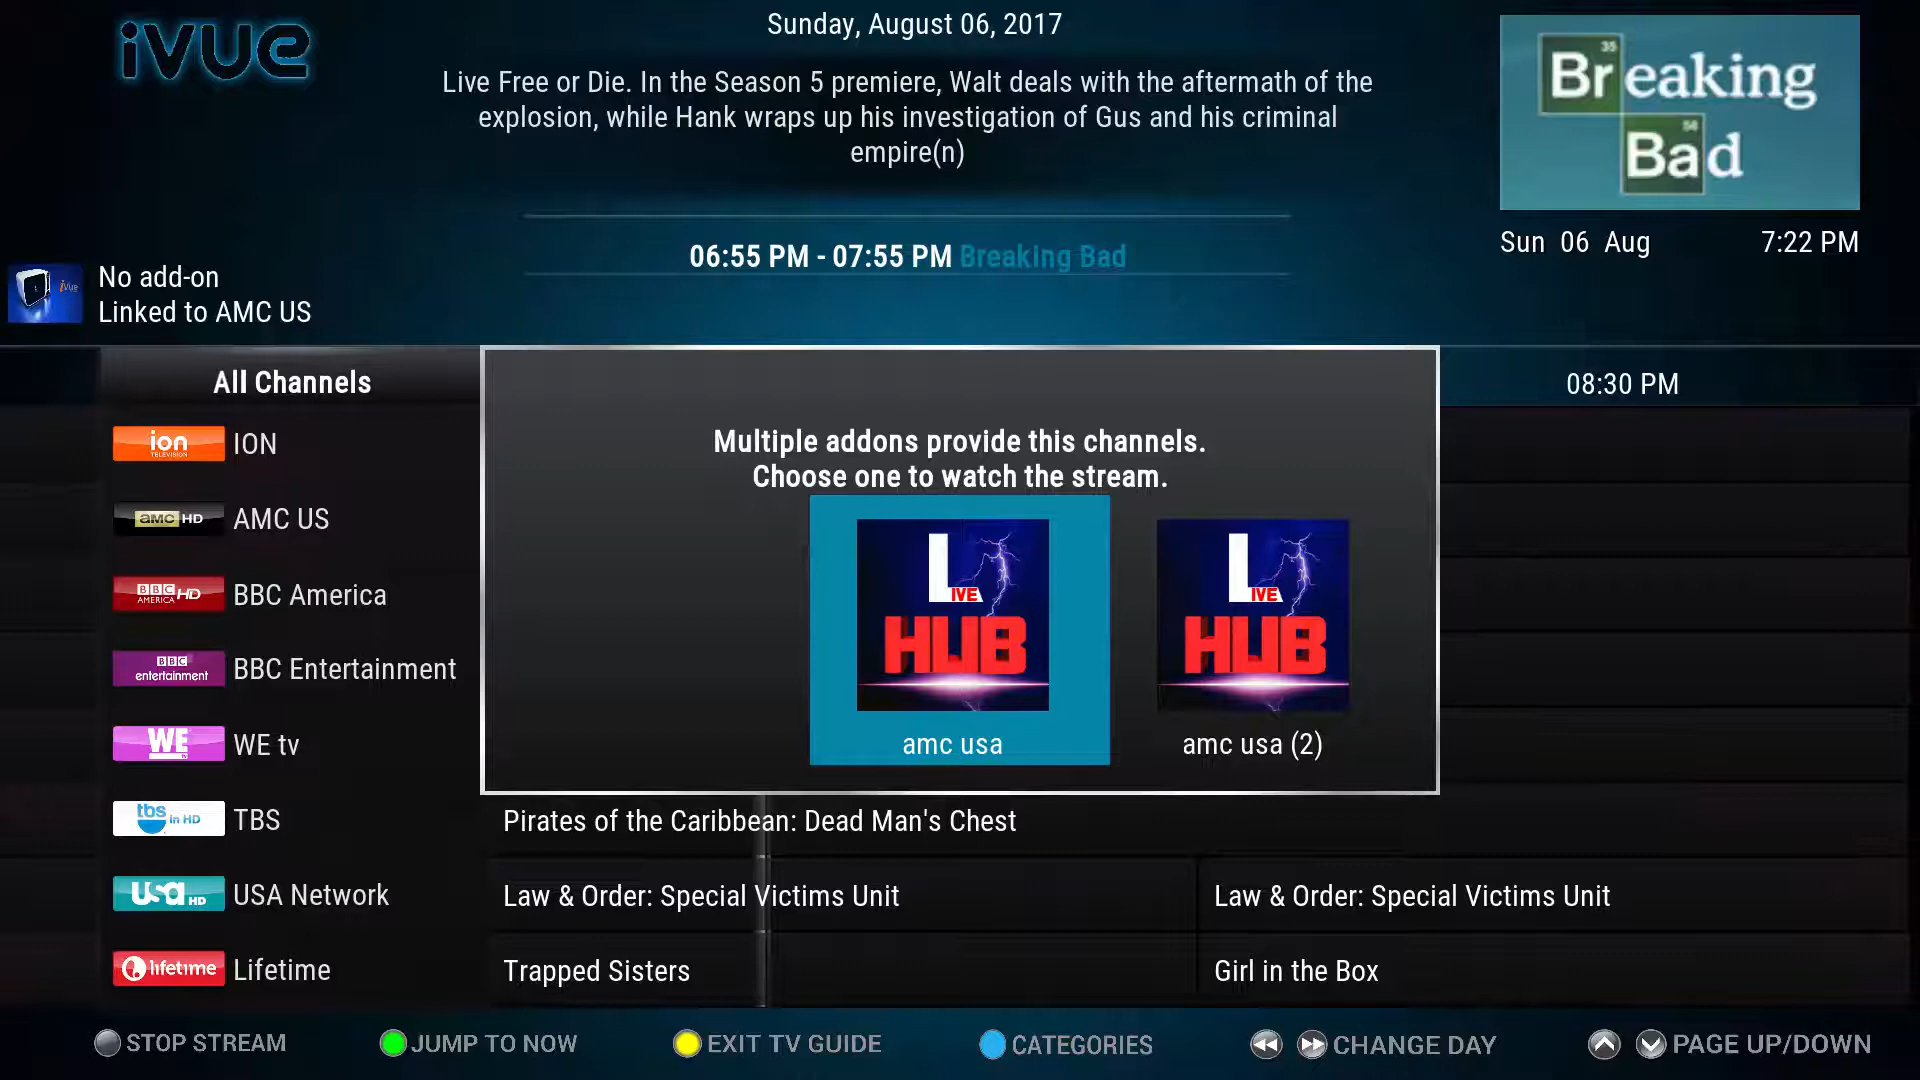 iVUE
Sunday, August 06, 2017
Live Free or Die. In the Season 5 premiere, Walt deals with the aftermath of the
explosion, while Hank wraps up his investigation of Gus and his criminal
empire(n)
35
Breaking
56
Bad
06:55 PM - 07:55 PM Breaking Bad
Sun 06 Aug 7:22 PM
iVue
No add-on
Linked to AMC US
All Channels
08:30 PM
Multiple addons provide this channels.
Choose one to watch the stream.
LIVE
HUB
amc usa
LIVE
HUB
amc usa (2)
ion
TELEVISION
ION
amc HD
AMC US
BBC
AMERICA HD
BBC America
BBC
entertainment
BBC Entertainment
WE
tv
WE tv
tbs in HD
TBS
Pirates of the Caribbean: Dead Man's Chest
usa HD
USA Network
Law & Order: Special Victims Unit
Law & Order: Special Victims Unit
lifetime
Lifetime
Trapped Sisters
Girl in the Box
STOP STREAM
JUMP TO NOW
EXIT TV GUIDE
CATEGORIES
CHANGE DAY
PAGE UP/DOWN